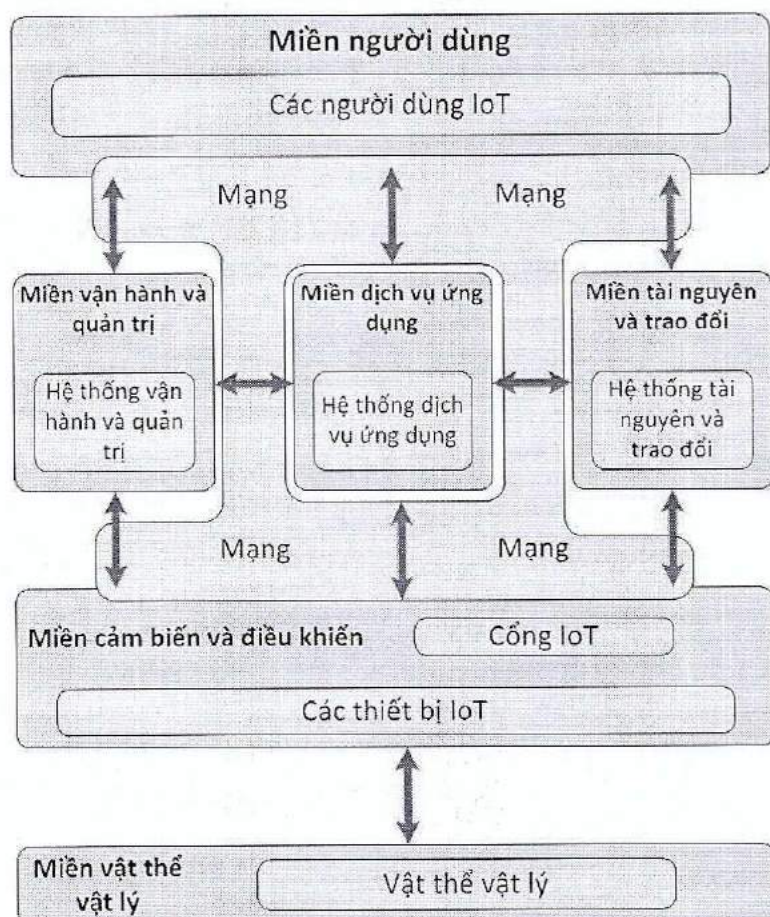 Miền người dùng
Các người dùng IoT
Mạng
Mạng
Miền vận hành và
quản trị
Hệ thống vận
hành và quản
trị
Miền dịch vụ ứng
dụng
Hệ thống dịch
vụ ứng dụng
Miền tài nguyên
và trao đổi
Hệ thống tài
nguyên và
trao đổi
Mạng
Mạng
Miền cảm biến và điều khiển
Cổng IoT
Các thiết bị IoT
Miền vật thể
vật lý
Vật thể vật lý